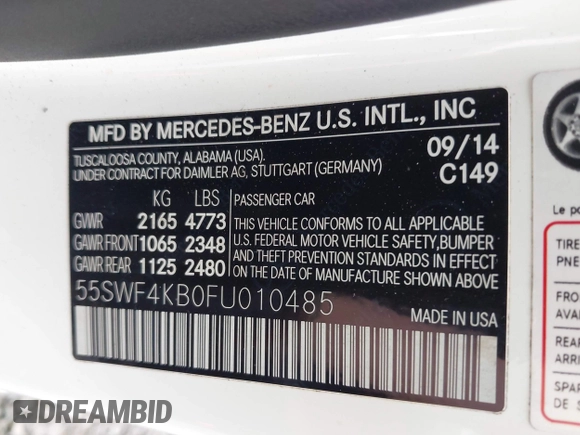 MFD BY MERCEDES-BENZ U.S. INTL., INC
TUSCALOOSA COUNTY, ALABAMA (USA).
UNDER CONTRACT FOR DAIMLER AG, STUTTGART (GERMANY)
09/14
C149
KG LBS
GVWR 2165 4773
GAWR FRONT 1065 2348
GAWR REAR 1125 2480
PASSENGER CAR
THIS VEHICLE CONFORMS TO ALL APPLICABLE
U.S. FEDERAL MOTOR VEHICLE SAFETY, BUMPER
AND THEFT PREVENTION STANDARDS IN EFFECT
ON THE DATE OF MANUFACTURE SHOWN ABOVE.
55SWF4KB0FU010485
MADE IN USA
Le po
TIRE
PNE
FRO
AVA
REA
ARR
SPAR
DE S
DREAMBID